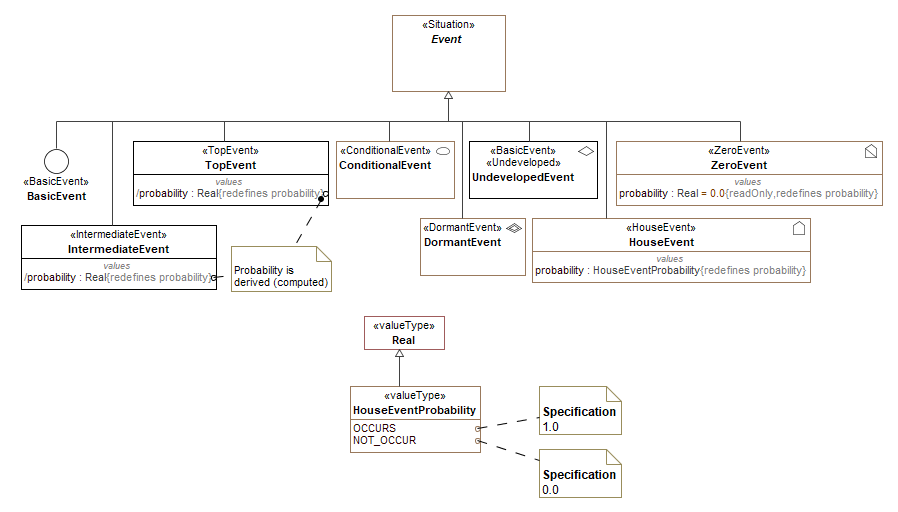 «Situation»
Event
«BasicEvent»
BasicEvent
«TopEvent»
TopEvent
values
/probability : Real{redefines probability}
«ConditionalEvent»
ConditionalEvent
«BasicEvent»
«Undeveloped»
UndevelopedEvent
«ZeroEvent»
ZeroEvent
values
probability : Real = 0.0{readOnly,redefines probability}
«IntermediateEvent»
IntermediateEvent
values
/probability : Real{redefines probability}
Probability is
derived (computed)
«DormantEvent»
DormantEvent
«HouseEvent»
HouseEvent
values
probability : HouseEventProbability{redefines probability}
«valueType»
Real
«valueType»
HouseEventProbability
OCCURS
NOT_OCCUR
Specification
1.0
Specification
0.0